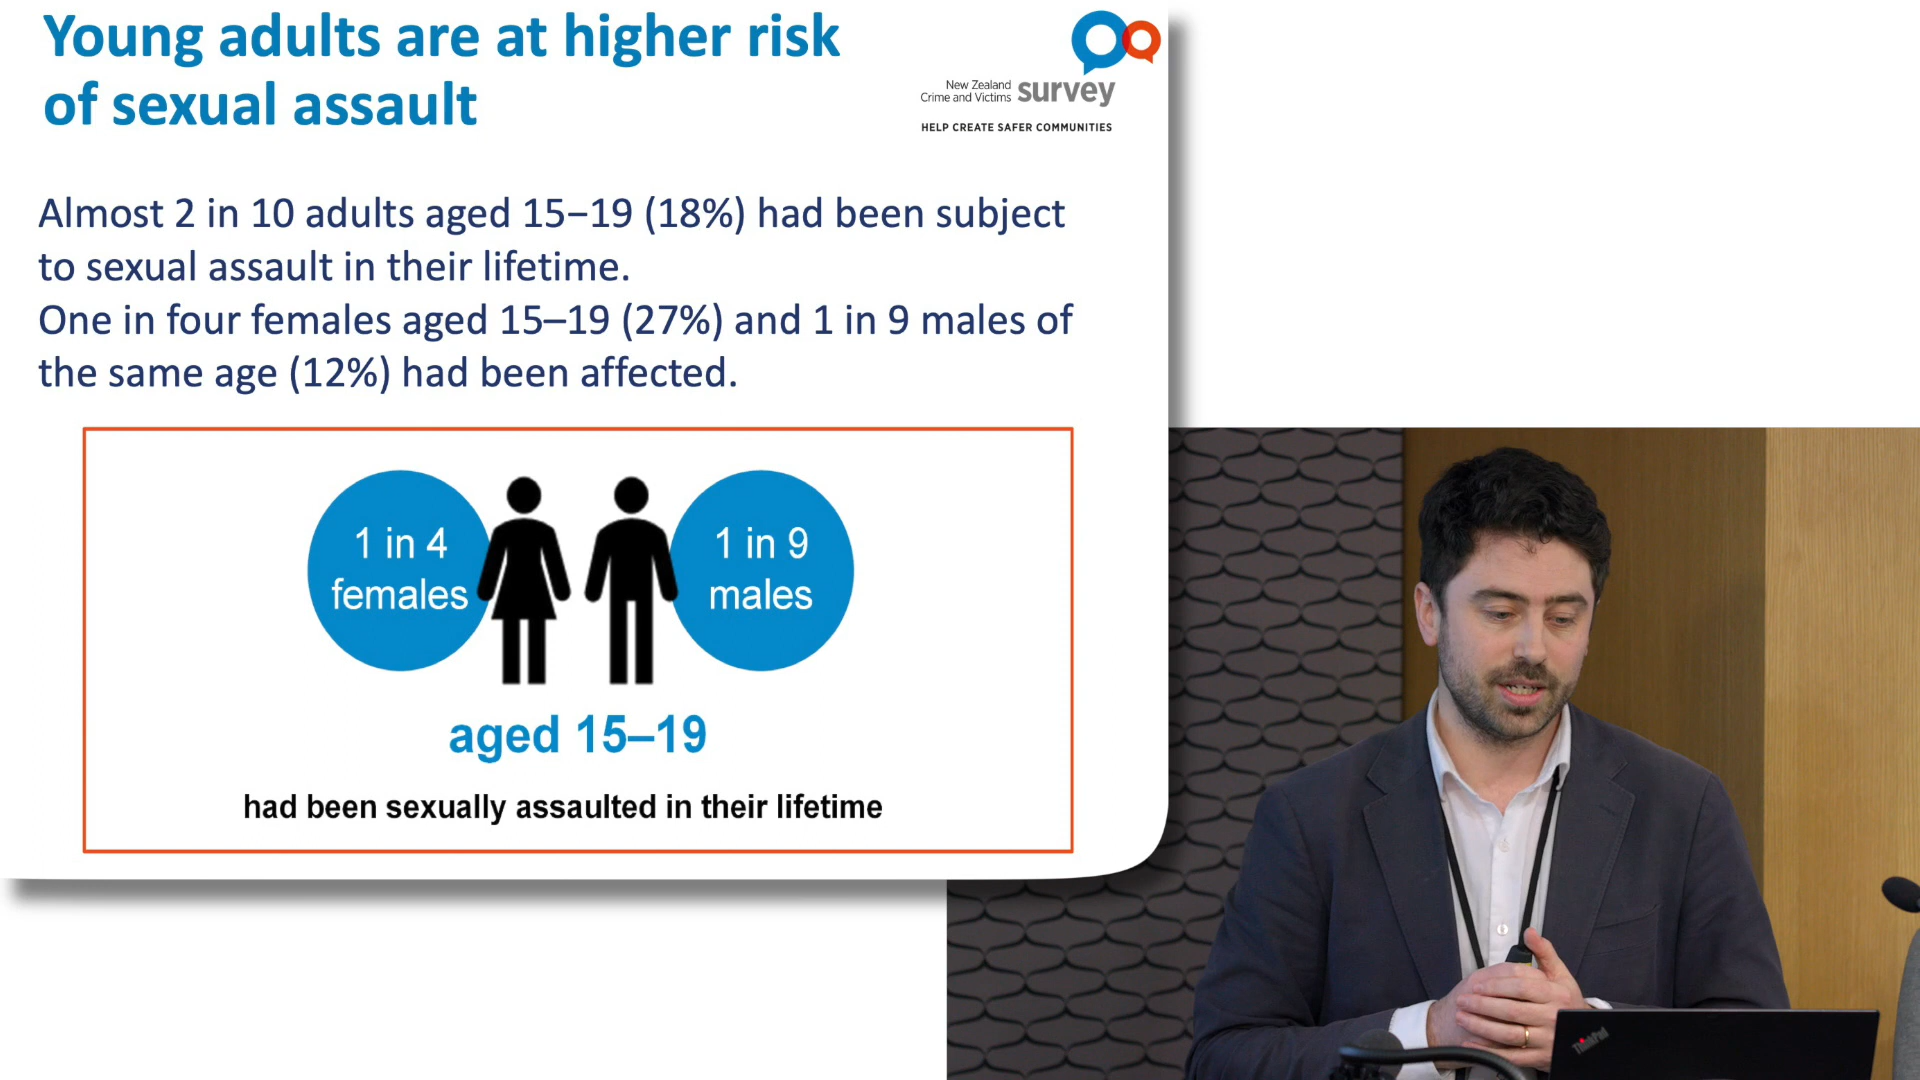 Young adults are at higher risk
of sexual assault
New Zealand
Crime and Victims survey
HELP CREATE SAFER COMMUNITIES
Almost 2 in 10 adults aged 15–19 (18%) had been subject
to sexual assault in their lifetime.
One in four females aged 15–19 (27%) and 1 in 9 males of
the same age (12%) had been affected.
1 in 4
females
1 in 9
males
aged 15–19
had been sexually assaulted in their lifetime
ThinkPad